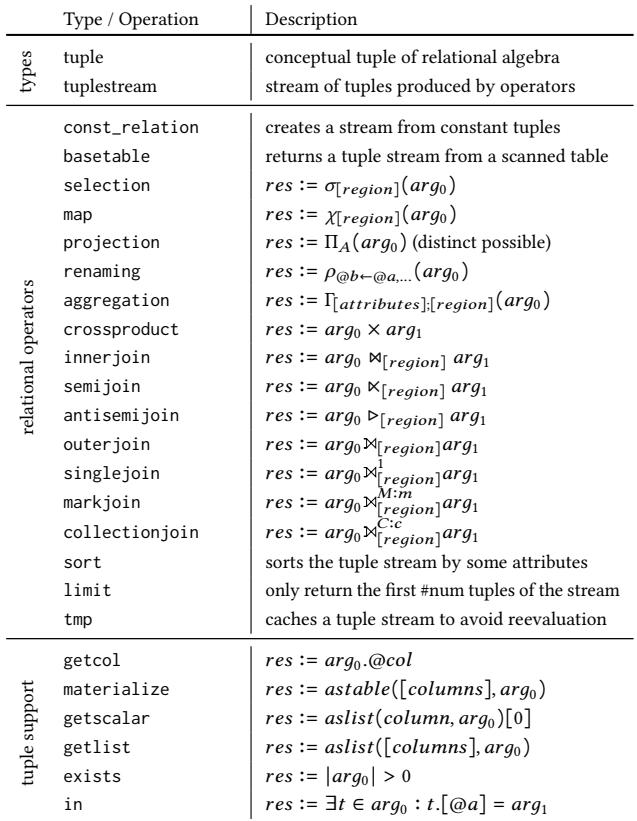 Type / Operation Description
types
tuple conceptual tuple of relational algebra
tuplestream stream of tuples produced by operators
relational operators
const_relation creates a stream from constant tuples
basetable returns a tuple stream from a scanned table
selection res := σ[region](arg₀)
map res := χ[region](arg₀)
projection res := Π_A(arg₀) (distinct possible)
renaming res := ρ@b←@a,...(arg₀)
aggregation res := Γ[attributes];[region](arg₀)
crossproduct res := arg₀ × arg₁
innerjoin res := arg₀ ⋈[region] arg₁
semijoin res := arg₀ ⋉[region] arg₁
antisemijoin res := arg₀ ▷[region] arg₁
outerjoin res := arg₀⟕[region]arg₁
singlejoin res := arg₀⟕¹[region]arg₁
markjoin res := arg₀⟕^{M:m}[region]arg₁
collectionjoin res := arg₀⟕^{C:c}[region]arg₁
sort sorts the tuple stream by some attributes
limit only return the first #num tuples of the stream
tmp caches a tuple stream to avoid reevaluation
tuple support
getcol res := arg₀.@col
materialize res := astable([columns], arg₀)
getscalar res := aslist(column, arg₀)[0]
getlist res := aslist([columns], arg₀)
exists res := |arg₀| > 0
in res := ∃t ∈ arg₀ : t.[@a] = arg₁